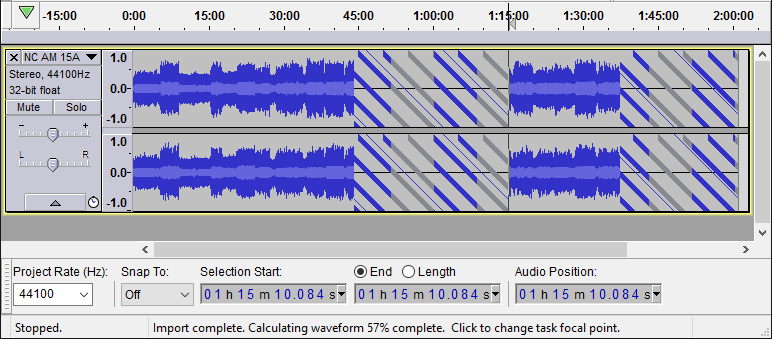 -15:00 0:00 15:00 30:00 45:00 1:00:00 1:15:00 1:30:00 1:45:00 2:00:00
X NC AM 15A
Stereo, 44100Hz
32-bit float
Mute Solo
- +
L R
1.0
0.0-
-1.0
1.0
0.0-
-1.0
Project Rate (Hz): Snap To: Selection Start: End Length Audio Position:
44100 Off 01 h 15 m 10.084 s 01 h 15 m 10.084 s 01 h 15 m 10.084 s
Stopped. Import complete. Calculating waveform 57% complete. Click to change task focal point.